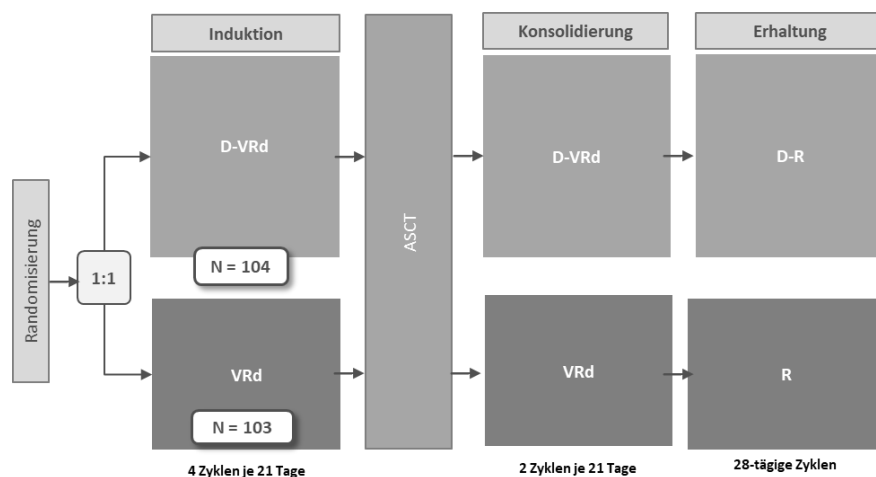 Induktion
Konsolidierung
Erhaltung
Randomisierung
1:1
D-VRd
N = 104
ASCT
D-VRd
D-R
VRd
N = 103
VRd
R
4 Zyklen je 21 Tage
2 Zyklen je 21 Tage
28-tägige Zyklen